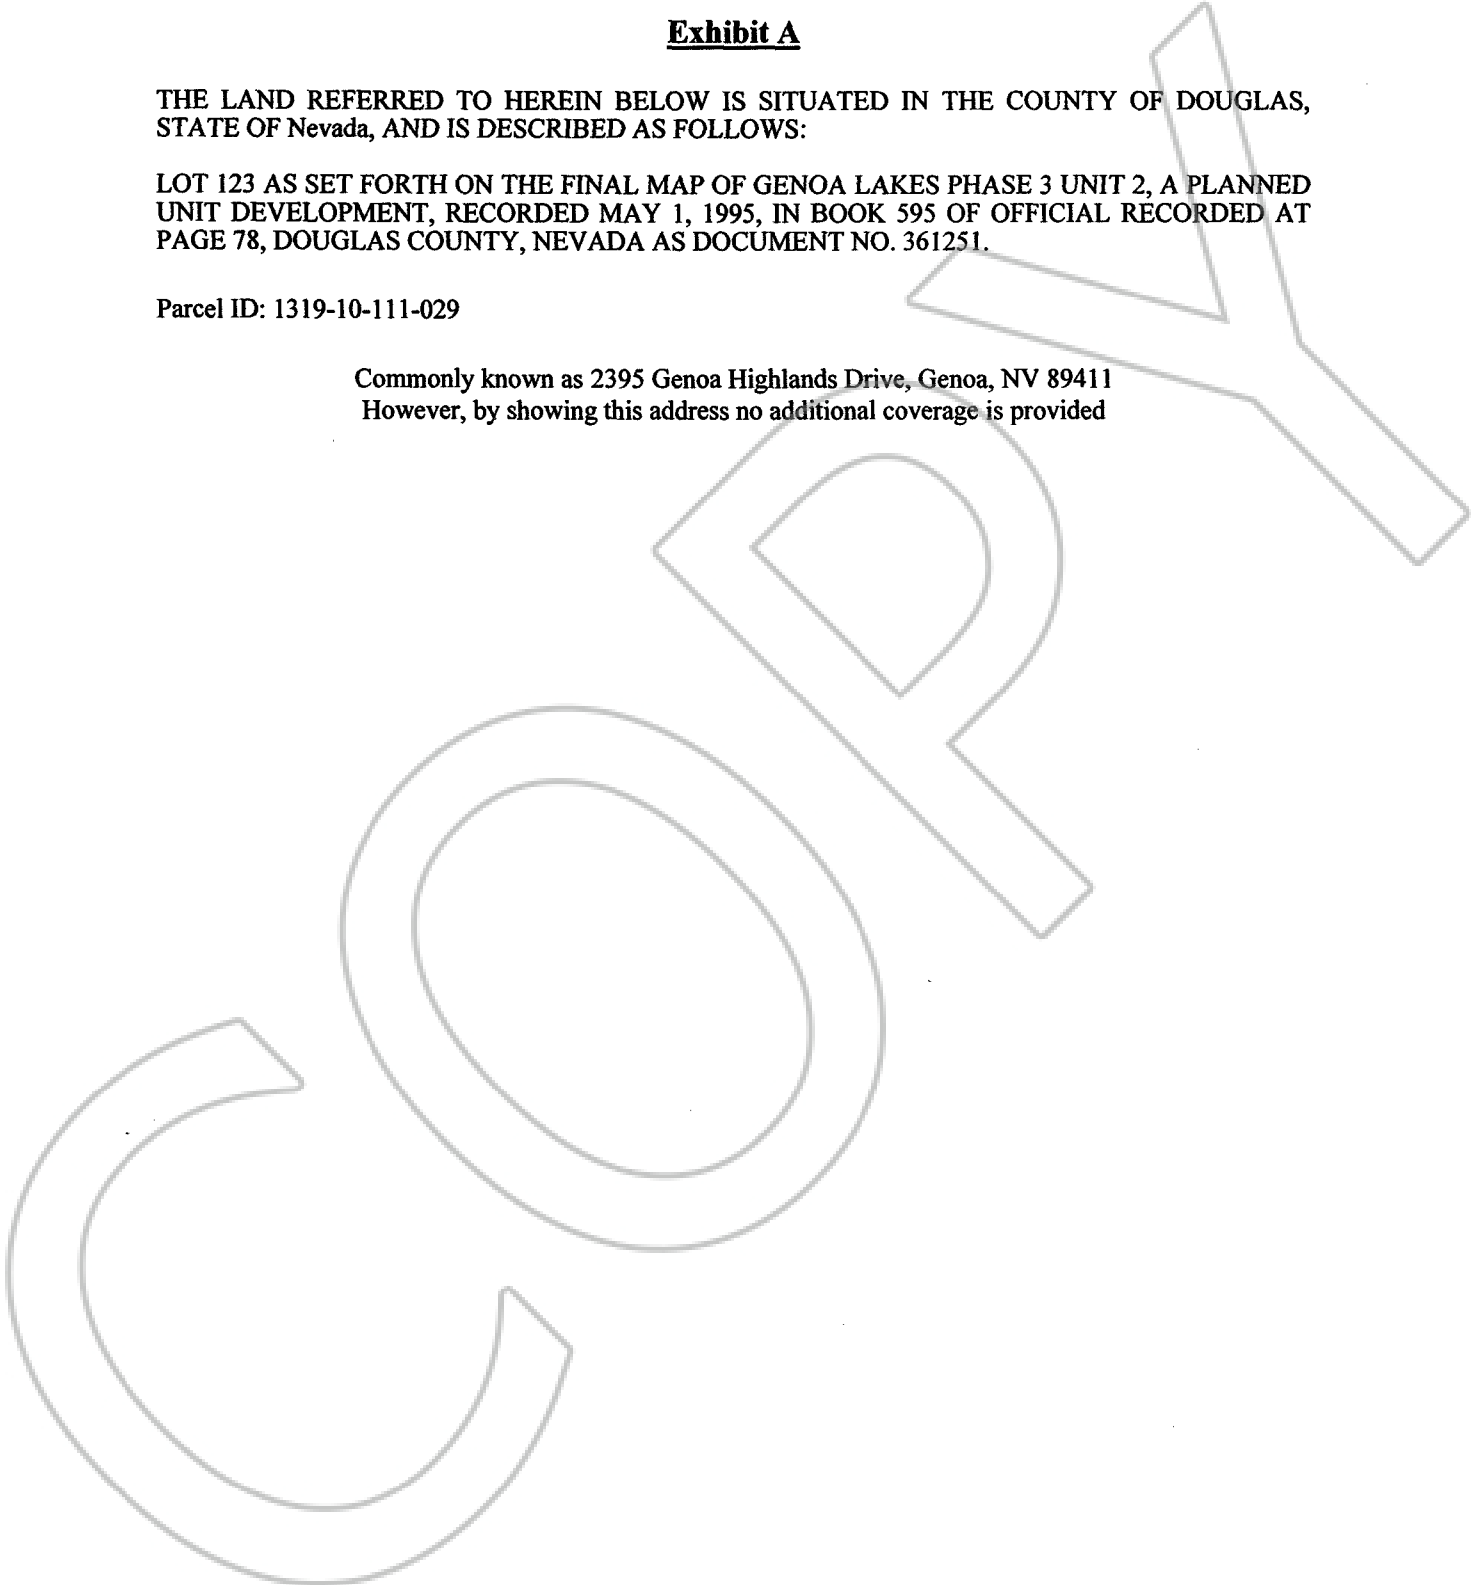 Exhibit A
THE LAND REFERRED TO HEREIN BELOW IS SITUATED IN THE COUNTY OF DOUGLAS,
STATE OF Nevada, AND IS DESCRIBED AS FOLLOWS:
LOT 123 AS SET FORTH ON THE FINAL MAP OF GENOA LAKES PHASE 3 UNIT 2, A PLANNED
UNIT DEVELOPMENT, RECORDED MAY 1, 1995, IN BOOK 595 OF OFFICIAL RECORDED AT
PAGE 78, DOUGLAS COUNTY, NEVADA AS DOCUMENT NO. 361251.
Parcel ID: 1319-10-111-029
Commonly known as 2395 Genoa Highlands Drive, Genoa, NV 89411
However, by showing this address no additional coverage is provided
COPY